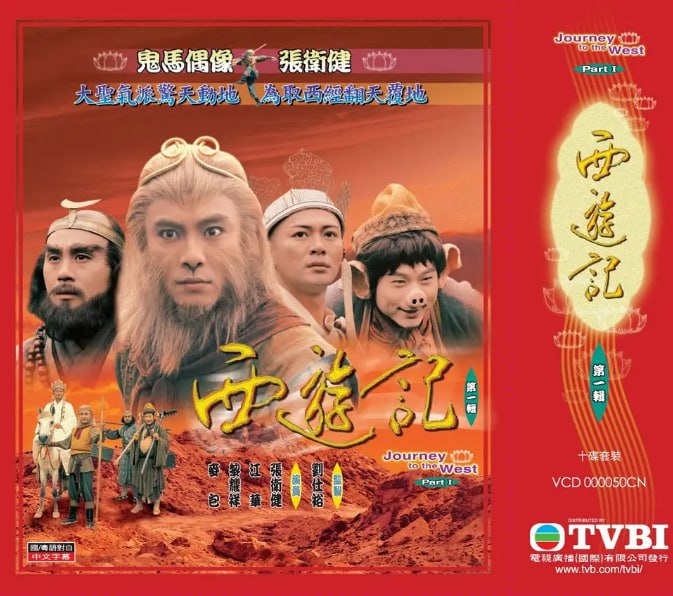 鬼馬偶像 張衛健
大聖氣派驚天動地 為取西經翻天覆地
西遊記
第一輯
Journey
to the West
Part I
監製
劉仕裕
演員
張衛健
江華
黎耀祥
麥包
國/粵語對白
中文字幕
Journey
to the West
Part I
西遊記
第一輯
十碟套裝
VCD 000050CN
DISTRIBUTED BY
TVBI
電視廣播(國際)有限公司發行
www.tvb.com/tvbi/